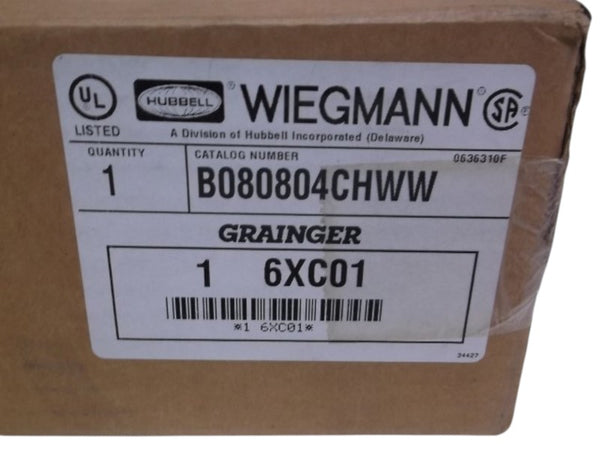 UL
LISTED
HUBBELL ® WIEGMANN® SA ®
A Division of Hubbell Incorporated (Delaware)
QUANTITY
1
CATALOG NUMBER 0636310F
B080804CHWW
GRAINGER
1 6XC01
*1 6XC01*
34427